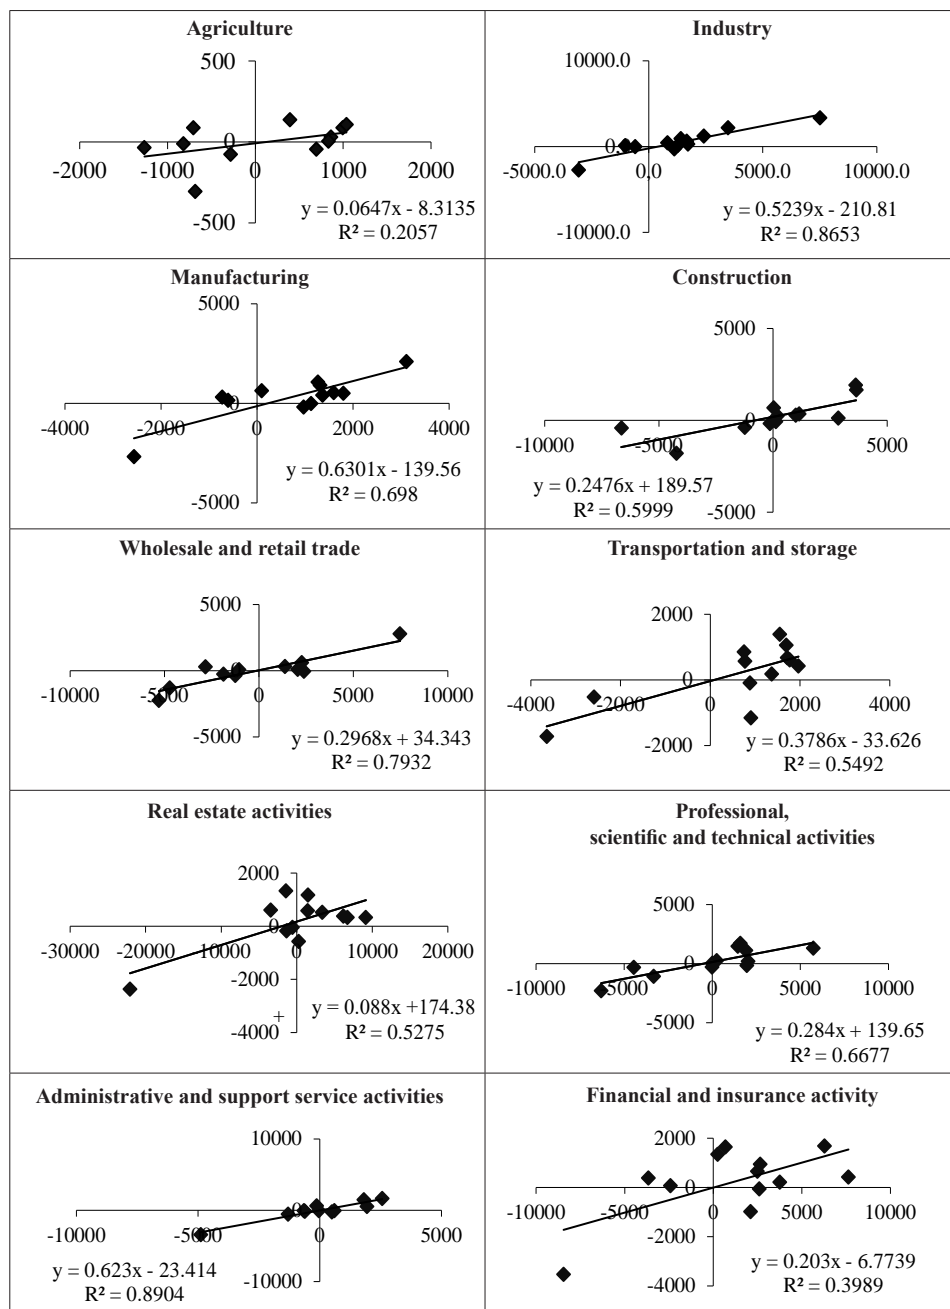 Agriculture
500
0
-2000
-1000
0
1000
2000
-500
y = 0.0647x - 8.3135
R² = 0.2057
Industry
10000.0
-5000.0
0
5000.0
10000.0
-10000.0
y = 0.5239x - 210.81
R² = 0.8653
Manufacturing
5000
0
-4000
-2000
0
2000
4000
-5000
y = 0.6301x - 139.56
R² = 0.698
Construction
5000
0
-10000
-5000
0
5000
-5000
y = 0.2476x + 189.57
R² = 0.5999
Wholesale and retail trade
5000
0
-10000
-5000
0
5000
10000
-5000
y = 0.2968x + 34.343
R² = 0.7932
Transportation and storage
2000
0
-4000
-2000
0
2000
4000
-2000
y = 0.3786x - 33.626
R² = 0.5492
Real estate activities
2000
0
-30000
-20000
-10000
0
10000
20000
-2000
-4000
+
y = 0.088x +174.38
R² = 0.5275
Professional,
scientific and technical activities
5000
0
-10000
-5000
0
5000
10000
-5000
y = 0.284x + 139.65
R² = 0.6677
Administrative and support service activities
10000
0
-10000
-5000
0
5000
-10000
y = 0.623x - 23.414
R² = 0.8904
Financial and insurance activity
2000
0
-10000
-5000
0
5000
10000
-2000
-4000
y = 0.203x - 6.7739
R² = 0.3989